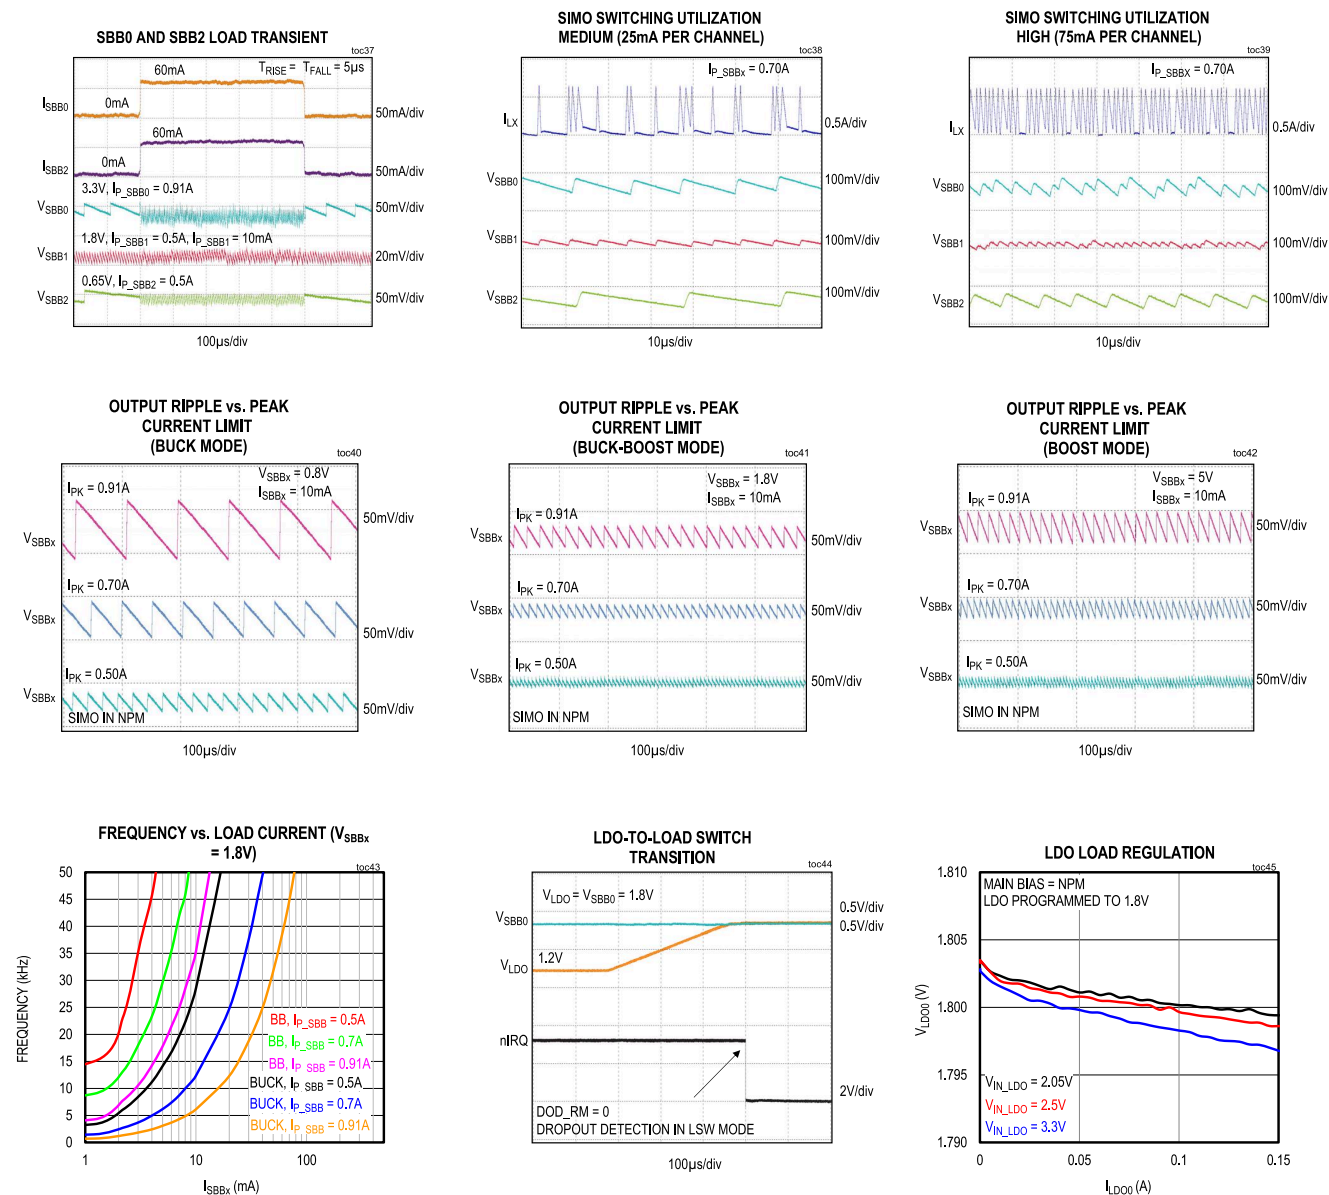 SBB0 AND SBB2 LOAD TRANSIENT
toc37
60mA
TRISE = TFALL = 5µs
ISBB0
0mA
50mA/div
60mA
ISBB2
0mA
50mA/div
3.3V, IP_SBB0 = 0.91A
VSBB0
50mV/div
1.8V, IP_SBB1 = 0.5A, IP_SBB1 = 10mA
VSBB1
20mV/div
0.65V, IP_SBB2 = 0.5A
VSBB2
50mV/div
100µs/div
SIMO SWITCHING UTILIZATION
MEDIUM (25mA PER CHANNEL)
toc38
IP_SBBx = 0.70A
ILX
0.5A/div
VSBB0
100mV/div
VSBB1
100mV/div
VSBB2
100mV/div
10µs/div
SIMO SWITCHING UTILIZATION
HIGH (75mA PER CHANNEL)
toc39
IP_SBBX = 0.70A
ILX
0.5A/div
VSBB0
100mV/div
VSBB1
100mV/div
VSBB2
100mV/div
10µs/div
OUTPUT RIPPLE vs. PEAK
CURRENT LIMIT
(BUCK MODE)
toc40
VSBBx = 0.8V
ISBBx = 10mA
IPK = 0.91A
VSBBx
50mV/div
IPK = 0.70A
VSBBx
50mV/div
IPK = 0.50A
VSBBx
50mV/div
SIMO IN NPM
100µs/div
OUTPUT RIPPLE vs. PEAK
CURRENT LIMIT
(BUCK-BOOST MODE)
toc41
VSBBx = 1.8V
ISBBx = 10mA
IPK = 0.91A
VSBBx
50mV/div
IPK = 0.70A
VSBBx
50mV/div
IPK = 0.50A
VSBBx
50mV/div
SIMO IN NPM
100µs/div
OUTPUT RIPPLE vs. PEAK
CURRENT LIMIT
(BOOST MODE)
toc42
VSBBx = 5V
ISBBx = 10mA
IPK = 0.91A
VSBBx
50mV/div
IPK = 0.70A
VSBBx
50mV/div
IPK = 0.50A
VSBBx
50mV/div
SIMO IN NPM
100µs/div
FREQUENCY vs. LOAD CURRENT (VSBBx
= 1.8V)
toc43
FREQUENCY (kHz)
50
45
40
35
30
25
20
15
10
5
0
BB, IP_SBB = 0.5A
BB, IP_SBB = 0.7A
BB, IP_SBB = 0.91A
BUCK, IP_SBB = 0.5A
BUCK, IP_SBB = 0.7A
BUCK, IP_SBB = 0.91A
1
10
100
ISBBx (mA)
LDO-TO-LOAD SWITCH
TRANSITION
toc44
VLDO = VSBB0 = 1.8V
VSBB0
0.5V/div
0.5V/div
1.2V
VLDO
nIRQ
2V/div
DOD_RM = 0
DROPOUT DETECTION IN LSW MODE
100µs/div
LDO LOAD REGULATION
toc45
MAIN BIAS = NPM
LDO PROGRAMMED TO 1.8V
VLDO0 (V)
1.810
1.805
1.800
1.795
1.790
VIN_LDO = 2.05V
VIN_LDO = 2.5V
VIN_LDO = 3.3V
0
0.05
0.1
0.15
ILDO0 (A)